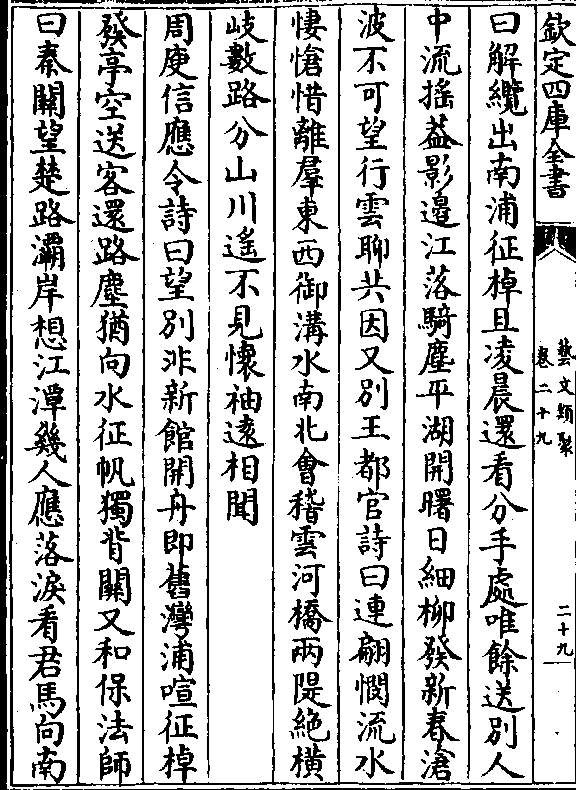 欽定四庫全書
藝文類聚
卷二十九
二十九
曰解纜出南浦征棹且凌晨還看分手處唯餘送別人
中流搖葢影邉江落騎塵平湖開曙日細柳發新春滄
波不可望行雲聊共因又別王都官詩曰連翩憫流水
悽愴惜離羣東西御溝水南北會稽雲河橋兩隄絶横
岐數路分山川遙不見懷袖逺相聞
周庾信應令詩曰望別非新館開舟即舊灣浦喧征棹
發亭空送客還路塵猶向水征帆獨背關又和保法師
曰秦關望楚路灞岸想江潭幾人應落淚看君馬向南